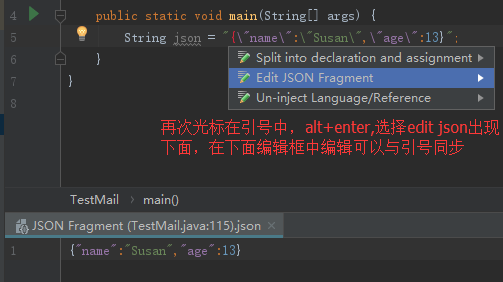 4 public static void main(String[] args) {
5 String json = "{\"name\":\"Susan\",\"age\":13}";
6 }
7 }
8
Split into declaration and assignment
Edit JSON Fragment
Un-inject Language/Reference
再次光标在引号中，alt+enter,选择edit json出现
下面，在下面编辑框中编辑可以与引号同步
TestMail › main()
JSON Fragment (TestMail.java:115).json ×
1 {"name":"Susan","age":13}